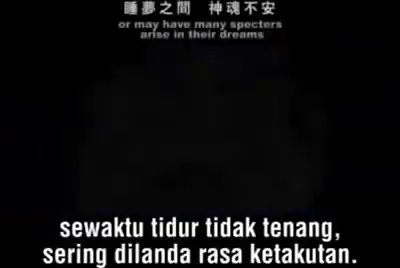 睡夢之間　神魂不安
or may have many specters
arise in their dreams
sewaktu tidur tidak tenang,
sering dilanda rasa ketakutan.